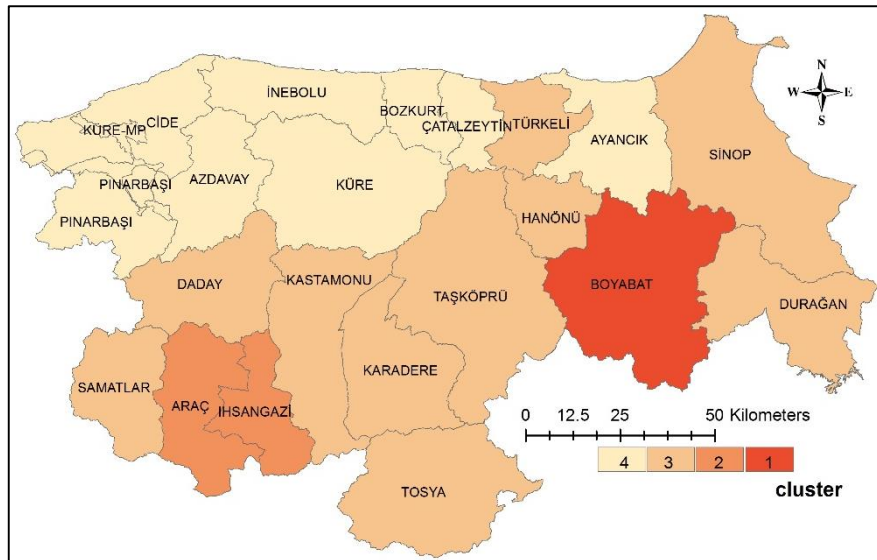 N
İNEBOLU
BOZKURT
W E
KÜRE-MP CİDE
ÇATALZEYTİN TÜRKELİ
S
AYANCIK
SİNOP
PINARBAŞI AZDAVAY
KÜRE
PINARBAŞI
HANÖNÜ
DADAY
KASTAMONU
BOYABAT
TAŞKÖPRÜ
DURAĞAN
SAMATLAR
KARADERE
ARAÇ
IHSANGAZİ
0 12.5 25 50 Kilometers
4 3 2 1
cluster
TOSYA